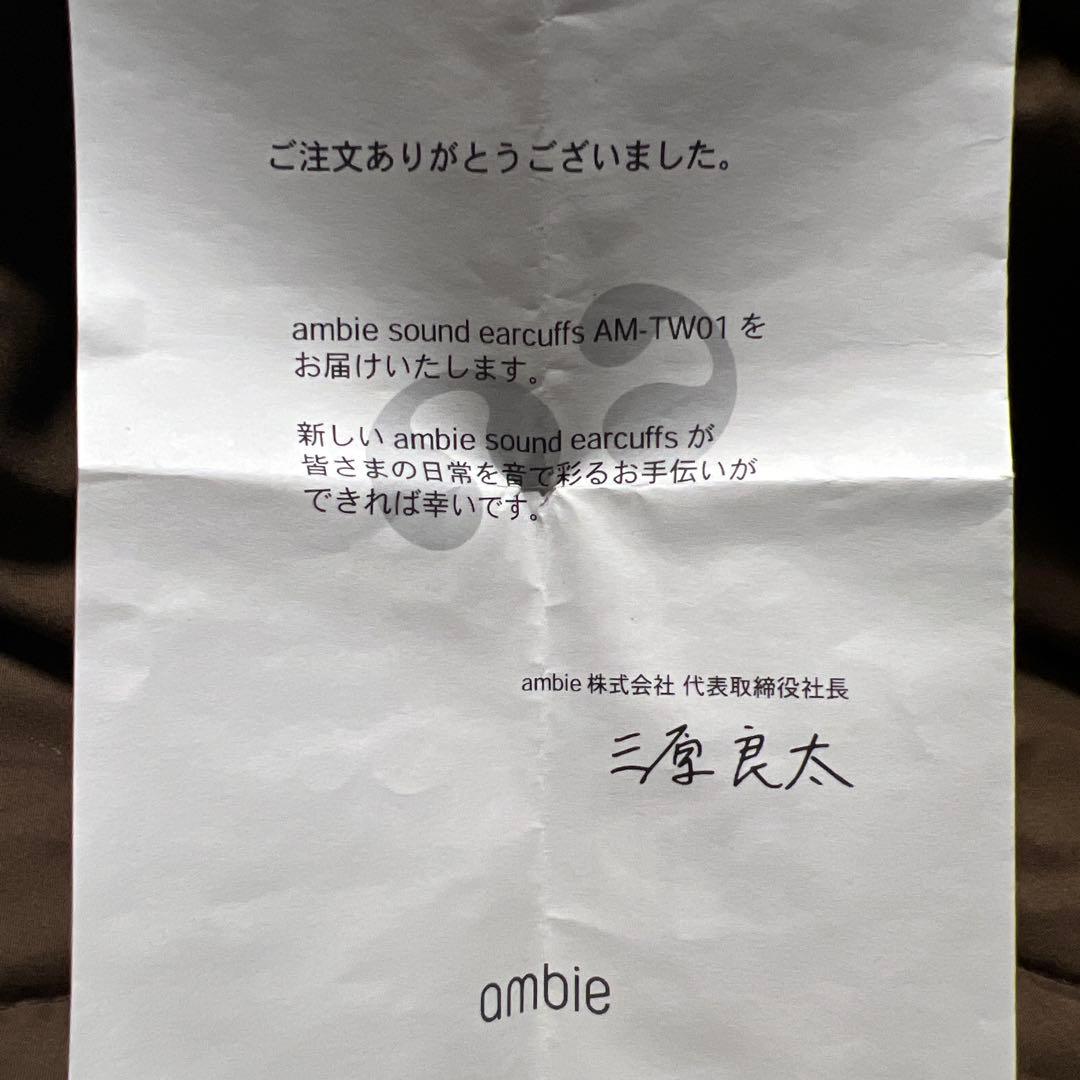 ご注文ありがとうございました。
ambie sound earcuffs AM-TW01 を
お届けいたします。
新しい ambie sound earcuffs が
皆さまの日常を音で彩るお手伝いが
できれば幸いです。
ambie 株式会社 代表取締役社長
三原良太
ambie